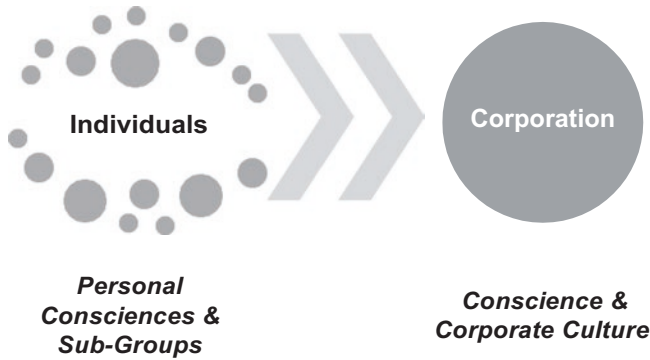 Individuals
Corporation
Personal
Consciences &
Sub-Groups
Conscience &
Corporate Culture